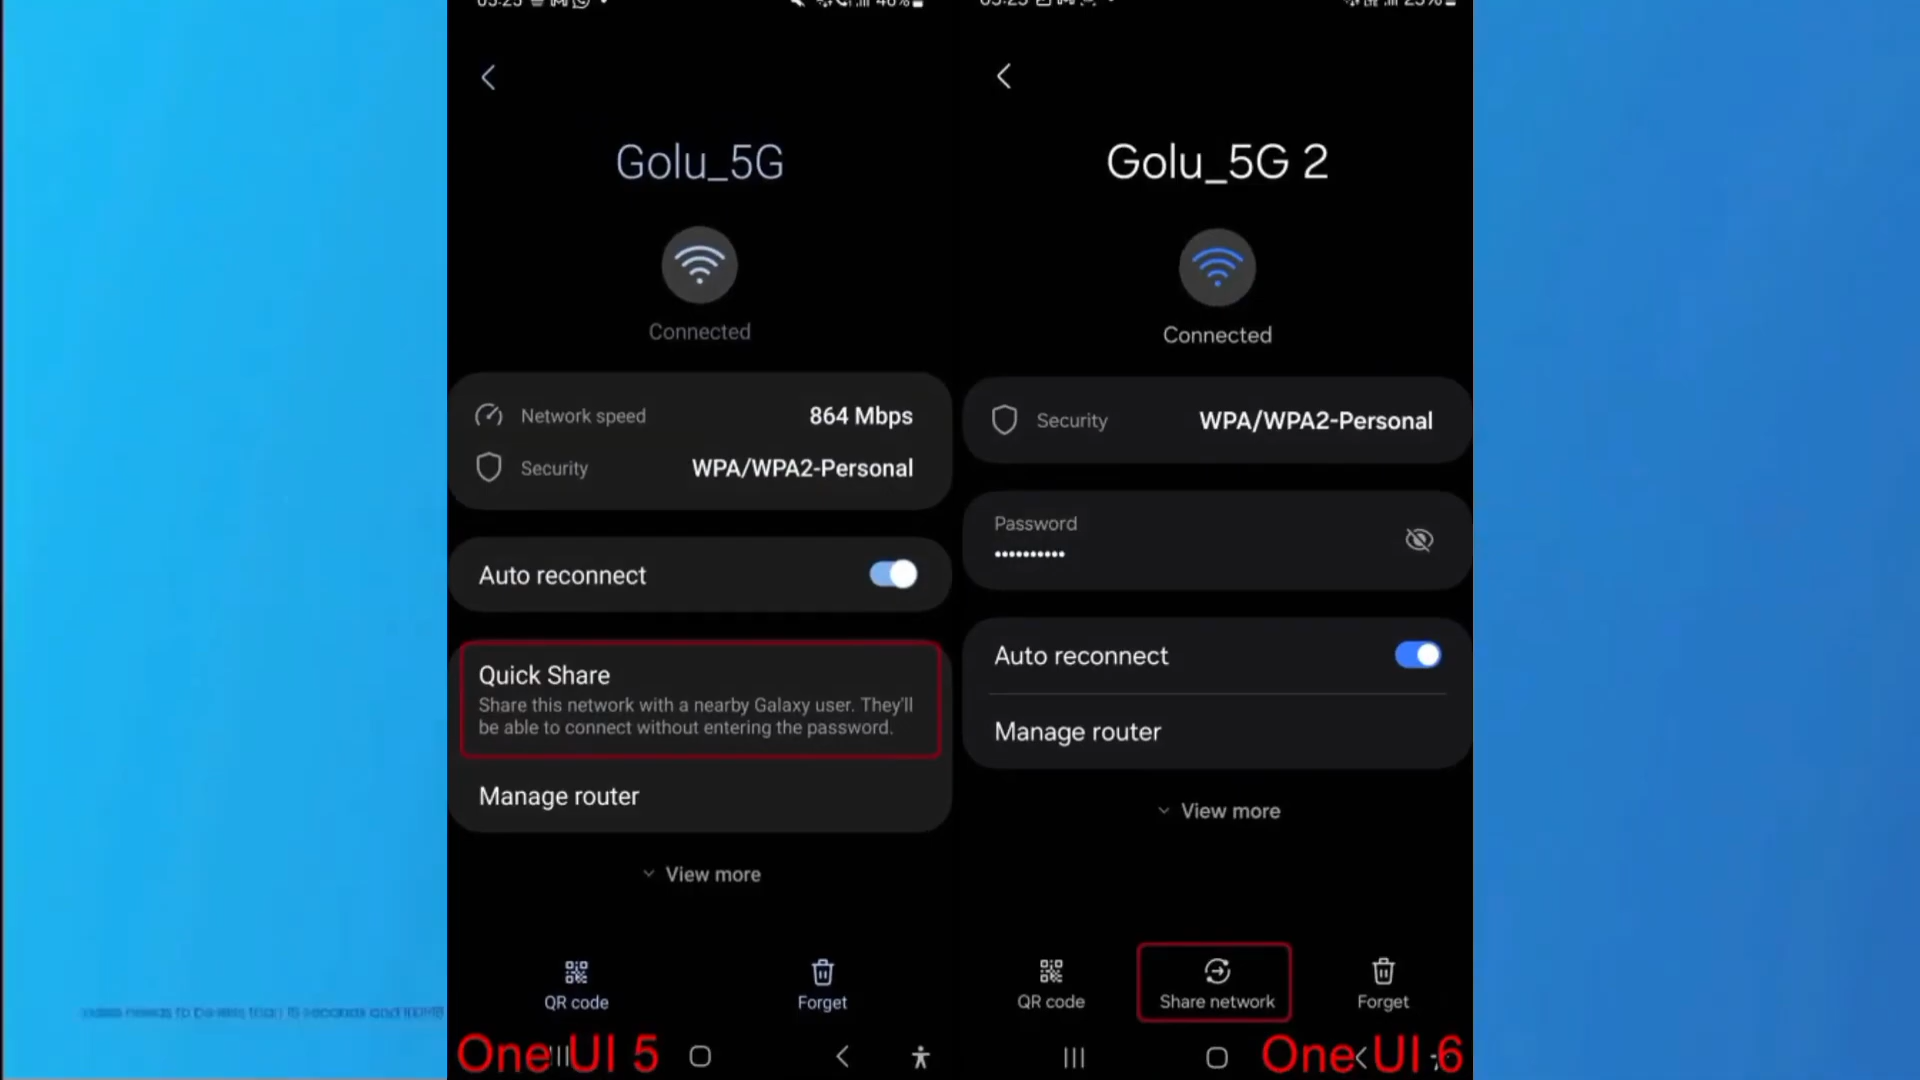 Golu_5G
Connected
Network speed 864 Mbps
Security WPA/WPA2-Personal
Auto reconnect
Quick Share
Share this network with a nearby Galaxy user. They'll
be able to connect without entering the password.
Manage router
View more
QR code Forget
One UI 5
Golu_5G 2
Connected
Security WPA/WPA2-Personal
Password
••••••••••
Auto reconnect
Manage router
View more
QR code Share network Forget
One UI 6